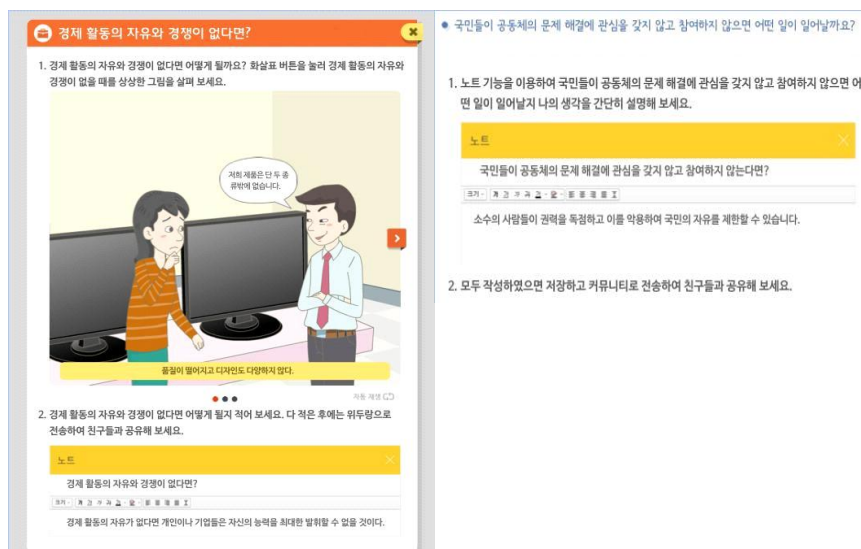 경제 활동의 자유와 경쟁이 없다면?
1. 경제 활동의 자유와 경쟁이 없다면 어떻게 될까요? 화살표 버튼을 눌러 경제 활동의 자유와
경쟁이 없을 때를 상상한 그림을 살펴 보세요.
저희 제품은 단 두 종
류밖에 없습니다.
품질이 떨어지고 디자인도 다양하지 않다.
자동 재생
2. 경제 활동의 자유와 경쟁이 없다면 어떻게 될지 적어 보세요. 다 적은 후에는 위두랑으로
전송하여 친구들과 공유해 보세요.
노트
경제 활동의 자유와 경쟁이 없다면?
크기
경제 활동의 자유가 없다면 개인이나 기업들은 자신의 능력을 최대한 발휘할 수 없을 것이다.
국민들이 공동체의 문제 해결에 관심을 갖지 않고 참여하지 않으면 어떤 일이 일어날까요?
1. 노트 기능을 이용하여 국민들이 공동체의 문제 해결에 관심을 갖지 않고 참여하지 않으면 어
떤 일이 일어날지 나의 생각을 간단히 설명해 보세요.
노트
국민들이 공동체의 문제 해결에 관심을 갖지 않고 참여하지 않는다면?
크기
소수의 사람들이 권력을 독점하고 이를 악용하여 국민의 자유를 제한할 수 있습니다.
2. 모두 작성하였으면 저장하고 커뮤니티로 전송하여 친구들과 공유해 보세요.